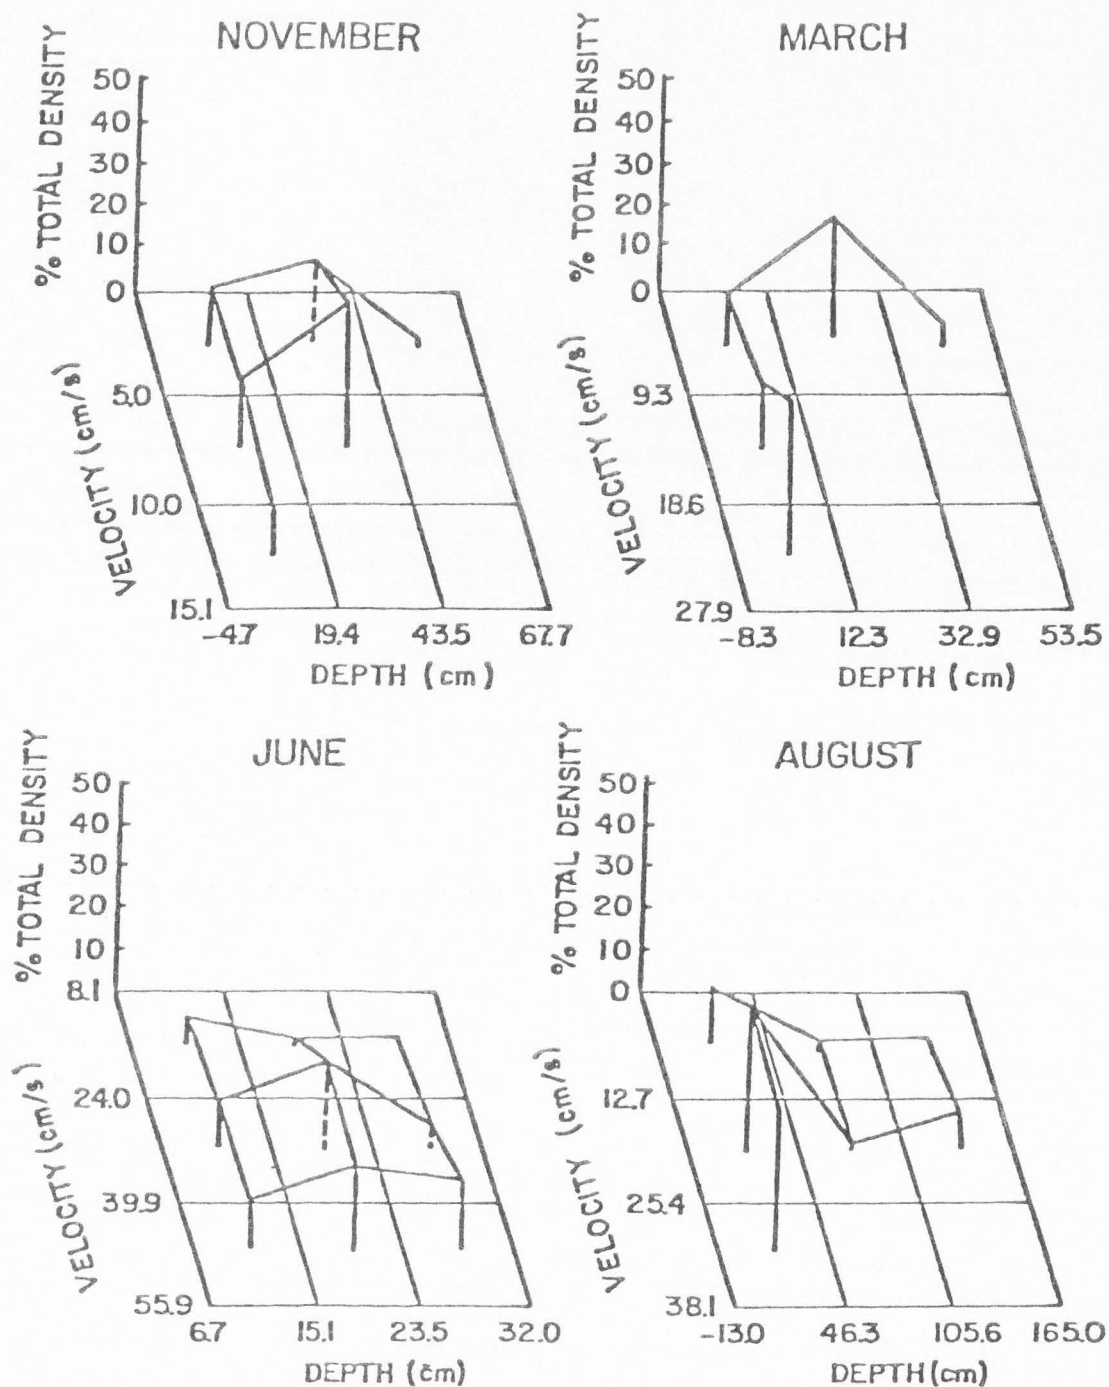 NOVEMBER
% TOTAL DENSITY
50
40
30
20
10
0
VELOCITY (cm/s)
5.0
10.0
15.1
-4.7 19.4 43.5 67.7
DEPTH (cm)
MARCH
% TOTAL DENSITY
50
40
30
20
10
0
VELOCITY (cm/s)
9.3
18.6
27.9
-8.3 12.3 32.9 53.5
DEPTH (cm)
JUNE
% TOTAL DENSITY
50
40
30
20
10
8.1
VELOCITY (cm/s)
24.0
39.9
55.9
6.7 15.1 23.5 32.0
DEPTH (cm)
AUGUST
% TOTAL DENSITY
50
40
30
20
10
0
VELOCITY (cm/s)
12.7
25.4
38.1
-13.0 46.3 105.6 165.0
DEPTH (cm)